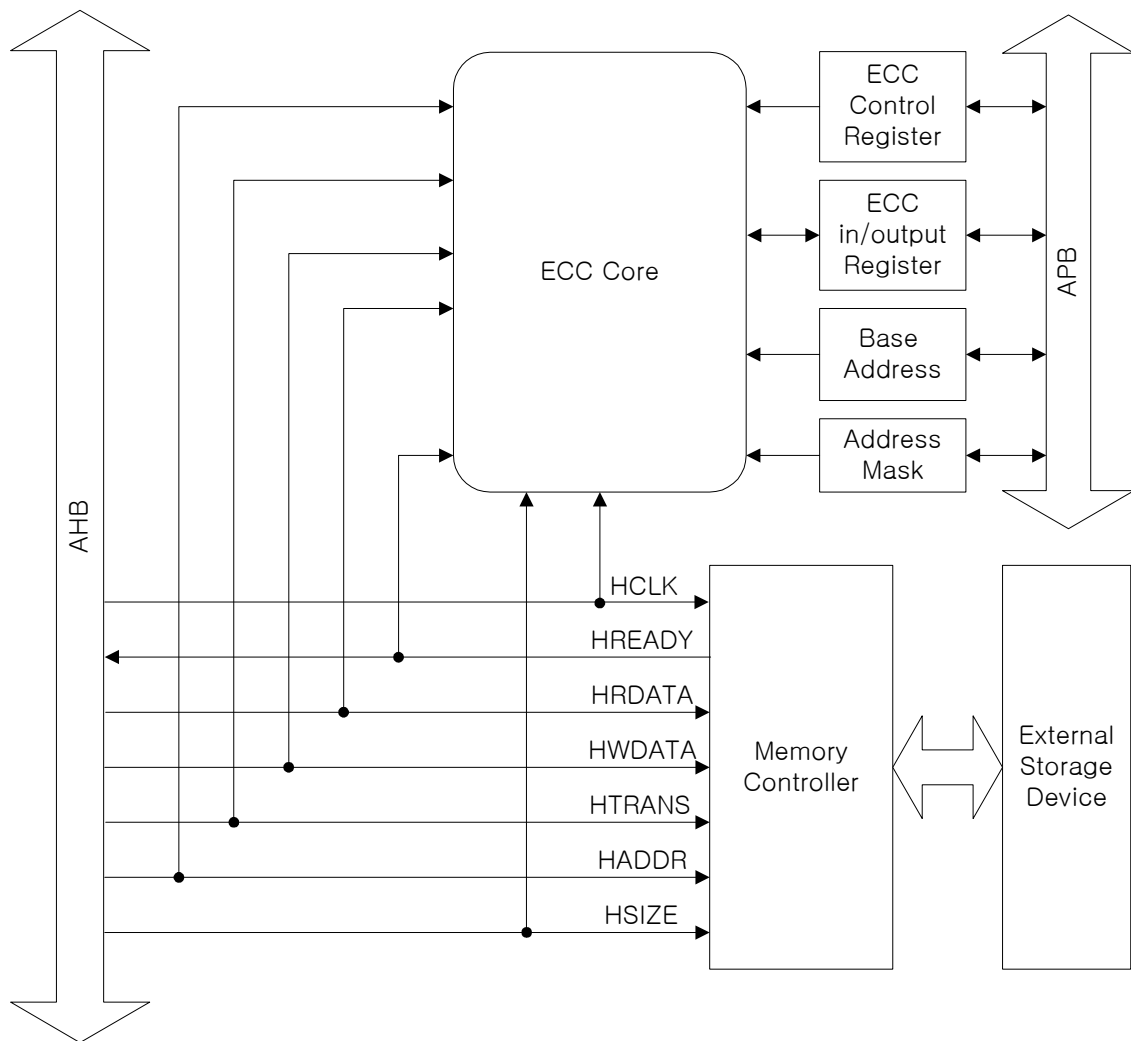 ECC
Control
Register
ECC
in/output
Register
ECC Core
APB
Base
Address
Address
Mask
AHB
HCLK
HREADY
HRDATA
HWDATA
HTRANS
HADDR
HSIZE
Memory
Controller
External
Storage
Device